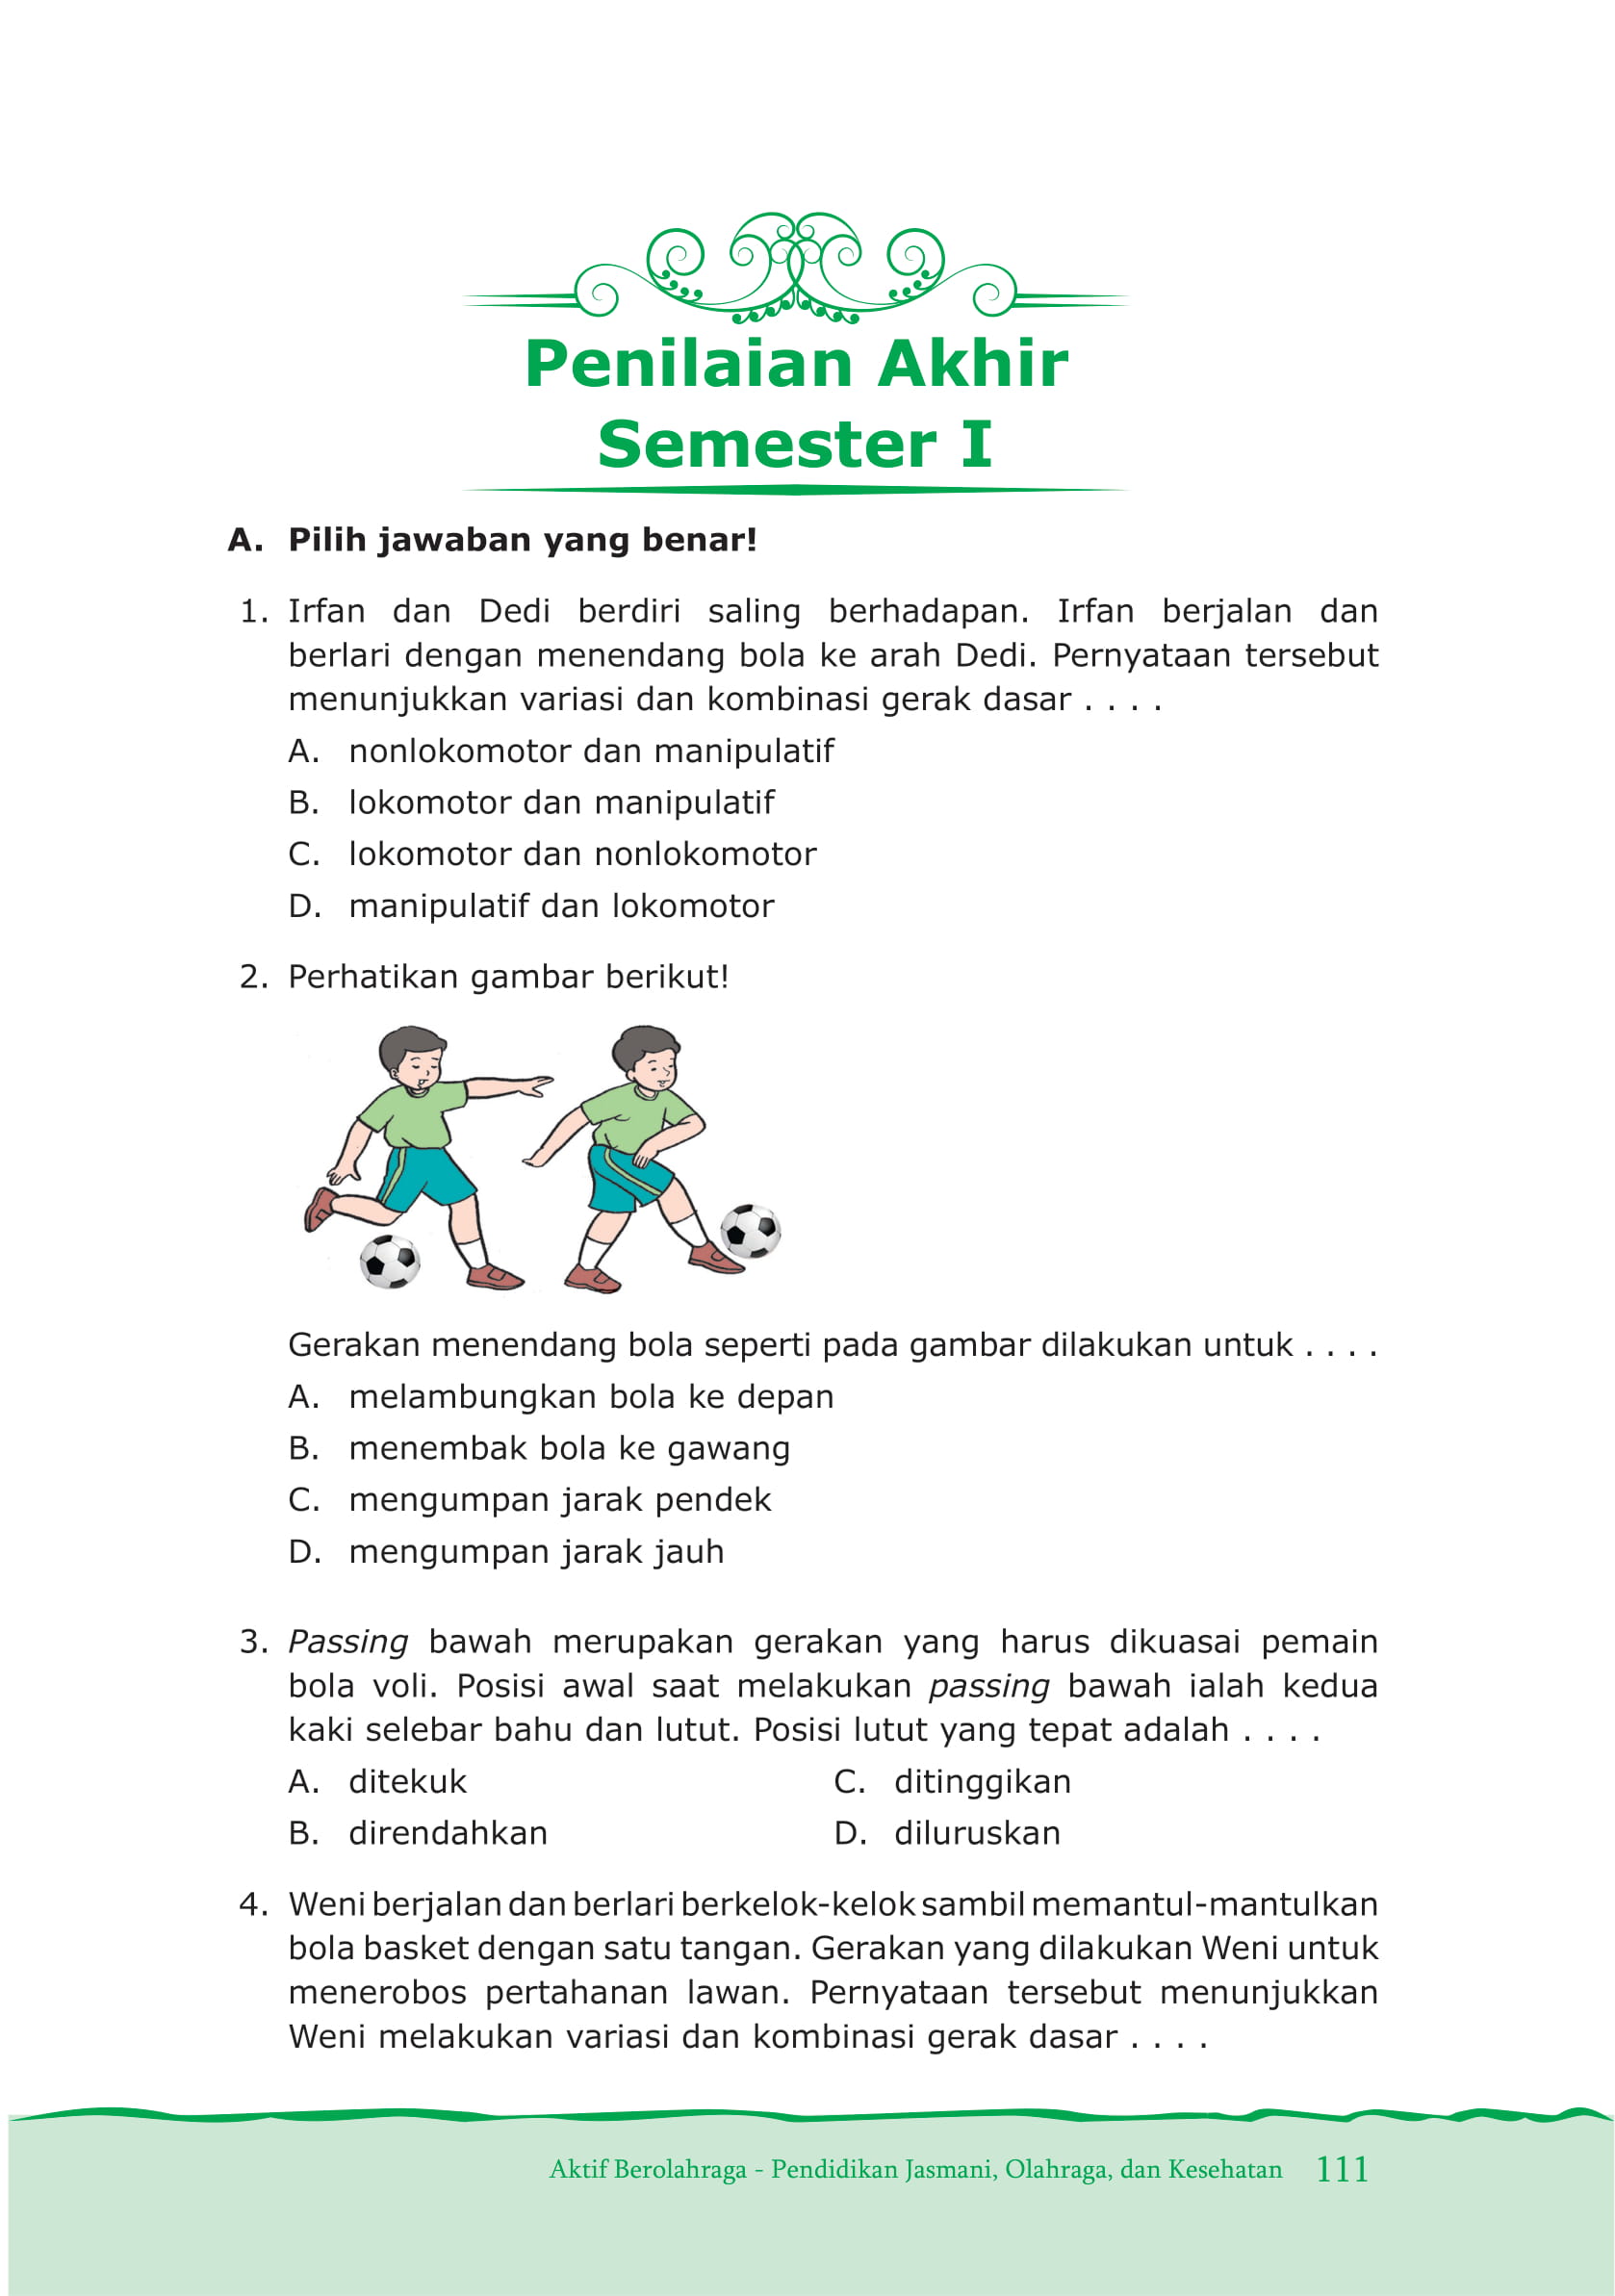 Penilaian Akhir
Semester I
A. Pilih jawaban yang benar!
1. Irfan dan Dedi berdiri saling berhadapan. Irfan berjalan dan
berlari dengan menendang bola ke arah Dedi. Pernyataan tersebut
menunjukkan variasi dan kombinasi gerak dasar . . . .
A. nonlokomotor dan manipulatif
B. lokomotor dan manipulatif
C. lokomotor dan nonlokomotor
D. manipulatif dan lokomotor
2. Perhatikan gambar berikut!
Gerakan menendang bola seperti pada gambar dilakukan untuk . . . .
A. melambungkan bola ke depan
B. menembak bola ke gawang
C. mengumpan jarak pendek
D. mengumpan jarak jauh
3. Passing bawah merupakan gerakan yang harus dikuasai pemain
bola voli. Posisi awal saat melakukan passing bawah ialah kedua
kaki selebar bahu dan lutut. Posisi lutut yang tepat adalah . . . .
A. ditekuk C. ditinggikan
B. direndahkan D. diluruskan
4. Weni berjalan dan berlari berkelok-kelok sambil memantul-mantulkan
bola basket dengan satu tangan. Gerakan yang dilakukan Weni untuk
menerobos pertahanan lawan. Pernyataan tersebut menunjukkan
Weni melakukan variasi dan kombinasi gerak dasar . . . .
Aktif Berolahraga - Pendidikan Jasmani, Olahraga, dan Kesehatan 111